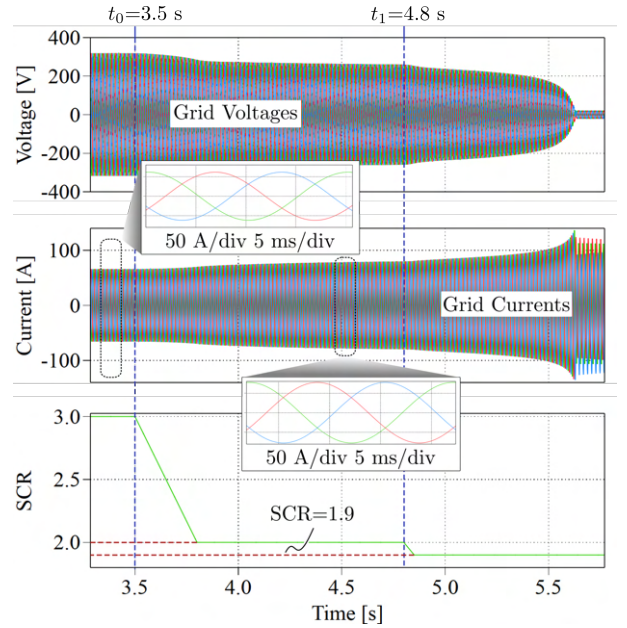 t₀=3.5 s
t₁=4.8 s
400
200
0
-200
-400
Voltage [V]
Grid Voltages
50 A/div 5 ms/div
100
0
-100
Current [A]
Grid Currents
50 A/div 5 ms/div
3.0
2.5
2.0
SCR
SCR=1.9
3.5
4.0
4.5
5.0
5.5
Time [s]